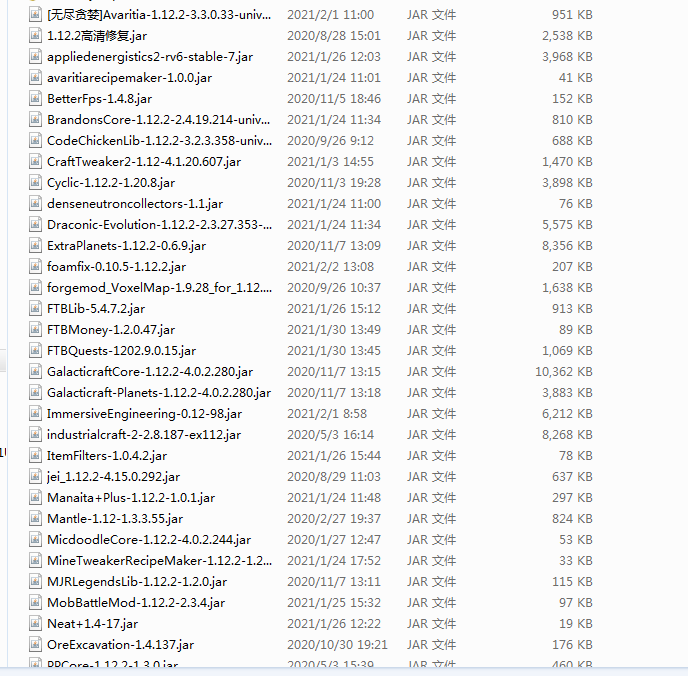 [无尽贪婪]Avaritia-1.12.2-3.3.0.33-univ... 2021/2/1 11:00 JAR 文件 951 KB
1.12.2高清修复.jar 2020/8/28 15:01 JAR 文件 2,538 KB
appliedenergistics2-rv6-stable-7.jar 2021/1/26 12:03 JAR 文件 3,968 KB
avaritiarecipemaker-1.0.0.jar 2021/1/24 11:01 JAR 文件 41 KB
BetterFps-1.4.8.jar 2020/11/5 18:46 JAR 文件 152 KB
BrandonsCore-1.12.2-2.4.19.214-univ... 2021/1/24 11:34 JAR 文件 810 KB
CodeChickenLib-1.12.2-3.2.3.358-univ... 2020/9/26 9:12 JAR 文件 688 KB
CraftTweaker2-1.12-4.1.20.607.jar 2021/1/3 14:55 JAR 文件 1,470 KB
Cyclic-1.12.2-1.20.8.jar 2020/11/3 19:28 JAR 文件 3,898 KB
denseneutroncollectors-1.1.jar 2021/1/24 11:00 JAR 文件 76 KB
Draconic-Evolution-1.12.2-2.3.27.353-... 2021/1/24 11:34 JAR 文件 5,575 KB
ExtraPlanets-1.12.2-0.6.9.jar 2020/11/7 13:09 JAR 文件 8,356 KB
foamfix-0.10.5-1.12.2.jar 2021/2/2 13:08 JAR 文件 207 KB
forgemod_VoxelMap-1.9.28_for_1.12.... 2020/9/26 10:37 JAR 文件 1,638 KB
FTBLib-5.4.7.2.jar 2021/1/26 15:12 JAR 文件 913 KB
FTBMoney-1.2.0.47.jar 2021/1/30 13:49 JAR 文件 89 KB
FTBQuests-1202.9.0.15.jar 2021/1/30 13:45 JAR 文件 1,069 KB
GalacticraftCore-1.12.2-4.0.2.280.jar 2020/11/7 13:15 JAR 文件 10,362 KB
Galacticraft-Planets-1.12.2-4.0.2.280.jar 2020/11/7 13:18 JAR 文件 3,883 KB
ImmersiveEngineering-0.12-98.jar 2021/2/1 8:58 JAR 文件 6,212 KB
industrialcraft-2-2.8.187-ex112.jar 2020/5/3 16:14 JAR 文件 8,268 KB
ItemFilters-1.0.4.2.jar 2021/1/26 15:44 JAR 文件 78 KB
jei_1.12.2-4.15.0.292.jar 2020/8/29 11:03 JAR 文件 637 KB
Manaita+Plus-1.12.2-1.0.1.jar 2021/1/24 11:48 JAR 文件 297 KB
Mantle-1.12-1.3.3.55.jar 2020/2/27 19:37 JAR 文件 824 KB
MicdoodleCore-1.12.2-4.0.2.244.jar 2020/1/27 12:47 JAR 文件 53 KB
MineTweakerRecipeMaker-1.12.2-1.2... 2021/1/24 17:52 JAR 文件 33 KB
MJRLegendsLib-1.12.2-1.2.0.jar 2020/11/7 13:11 JAR 文件 115 KB
MobBattleMod-1.12.2-2.3.4.jar 2021/1/25 15:32 JAR 文件 97 KB
Neat+1.4-17.jar 2021/1/26 12:22 JAR 文件 19 KB
OreExcavation-1.4.137.jar 2020/10/30 19:21 JAR 文件 176 KB
PPCore-1.12.2-1.3.0.jar 2020/5/3 15:39 JAR 文件 460 KB